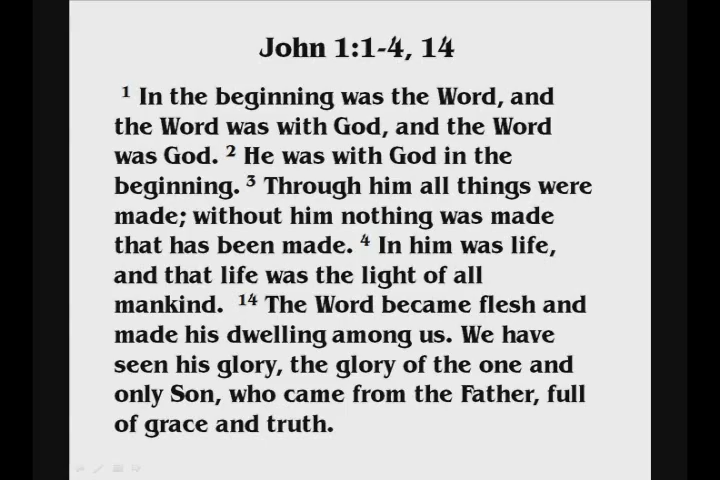 John 1:1-4, 14
1 In the beginning was the Word, and
the Word was with God, and the Word
was God. 2 He was with God in the
beginning. 3 Through him all things were
made; without him nothing was made
that has been made. 4 In him was life,
and that life was the light of all
mankind. 14 The Word became flesh and
made his dwelling among us. We have
seen his glory, the glory of the one and
only Son, who came from the Father, full
of grace and truth.